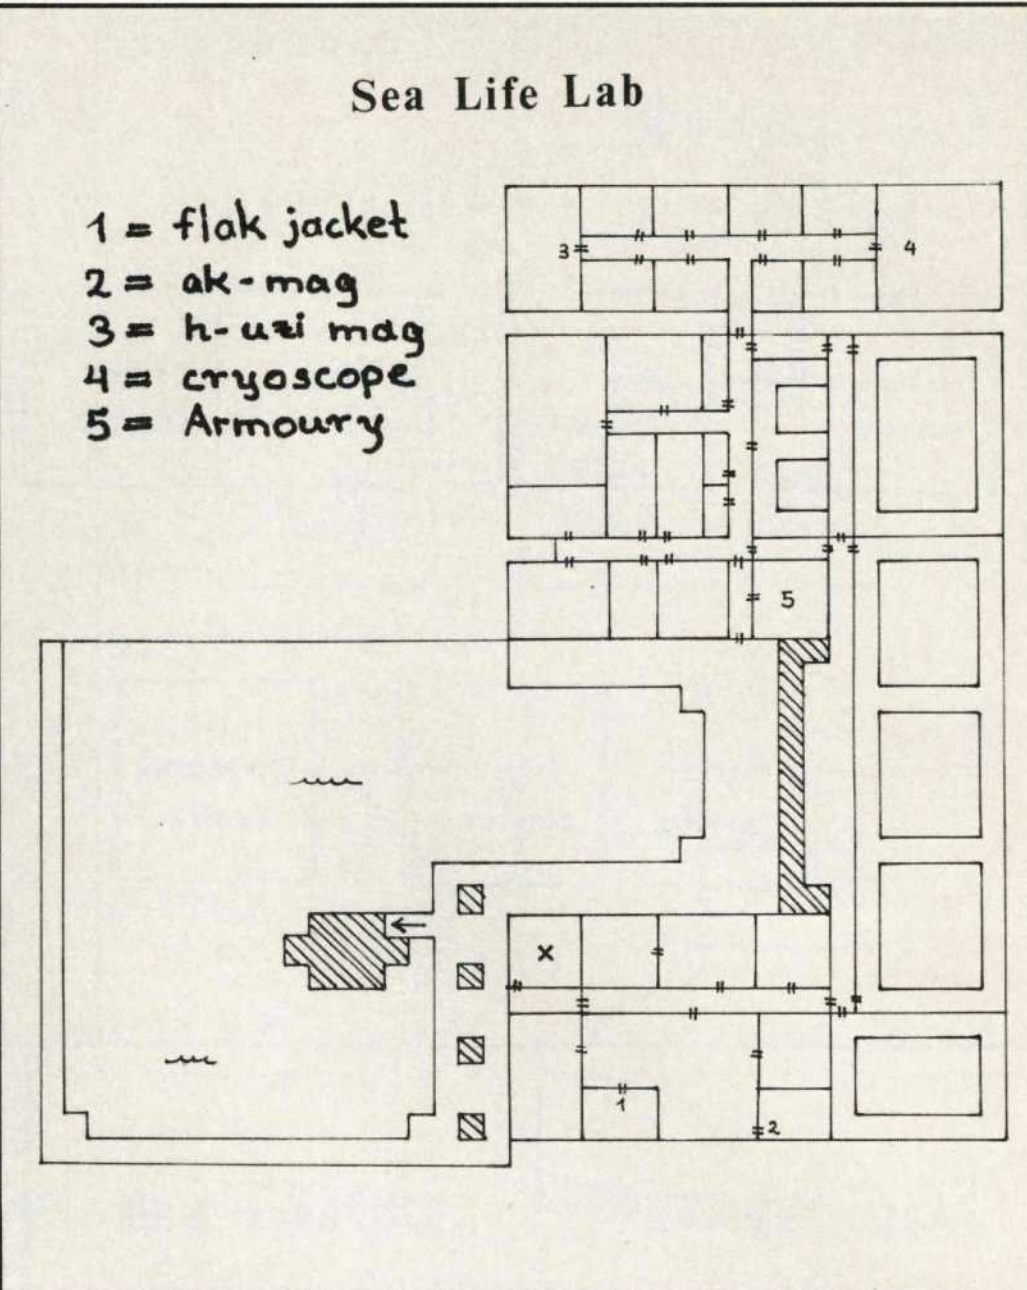 Sea Life Lab
1 = flak jacket
2 = ak-mag
3 = h-uzi mag
4 = cryoscope
5 = Armoury
3
4
5
x
1
2